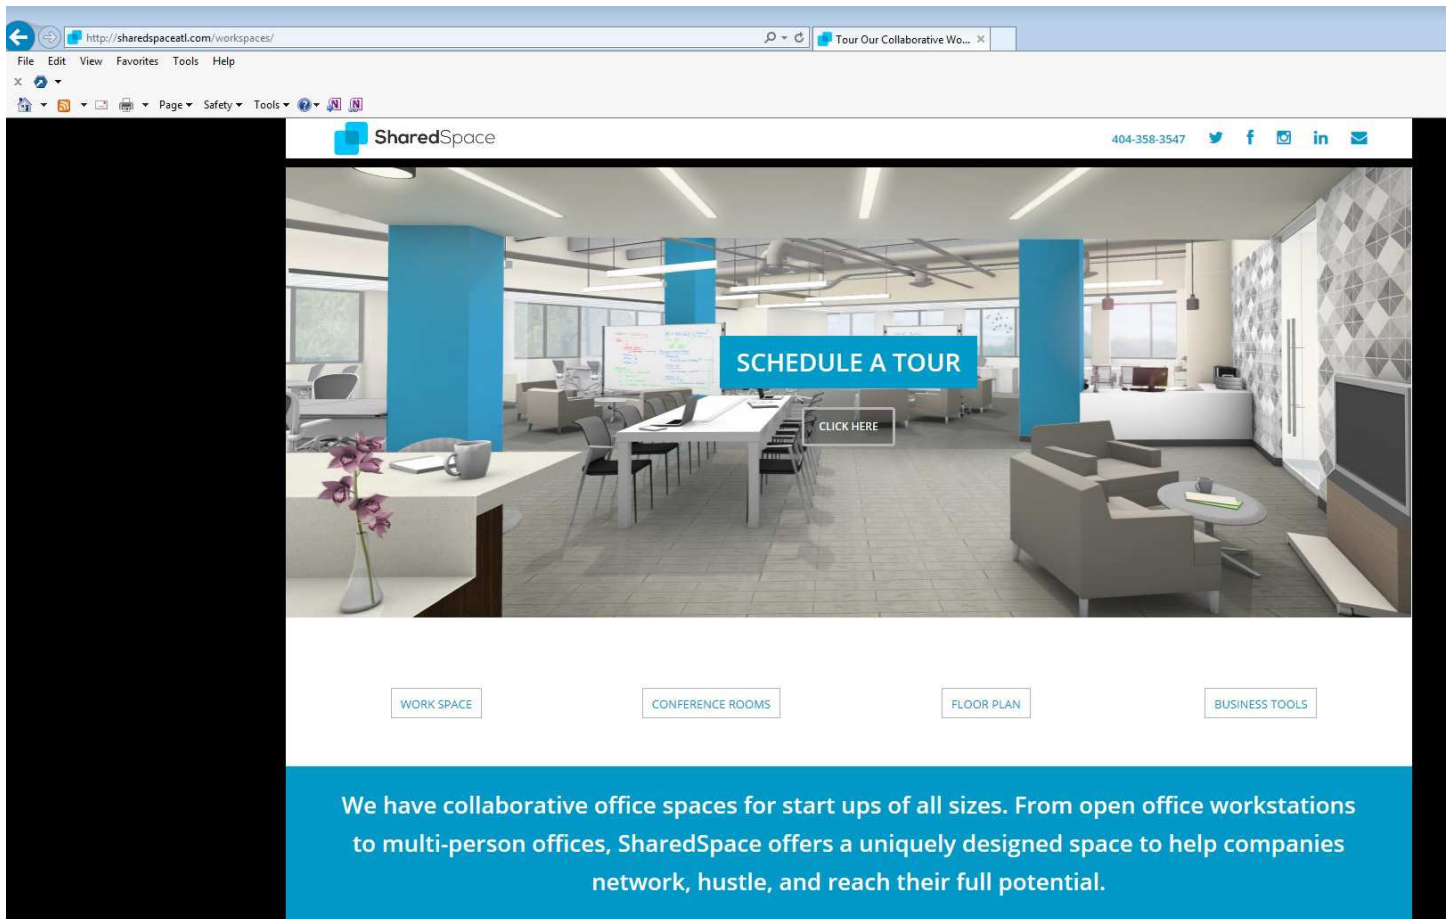 http://sharedspaceatl.com/workspaces/
Tour Our Collaborative Wo...
File Edit View Favorites Tools Help
Page Safety Tools
SharedSpace
404-358-3547
SCHEDULE A TOUR
CLICK HERE
WORK SPACE
CONFERENCE ROOMS
FLOOR PLAN
BUSINESS TOOLS
We have collaborative office spaces for start ups of all sizes. From open office workstations
to multi-person offices, SharedSpace offers a uniquely designed space to help companies
network, hustle, and reach their full potential.